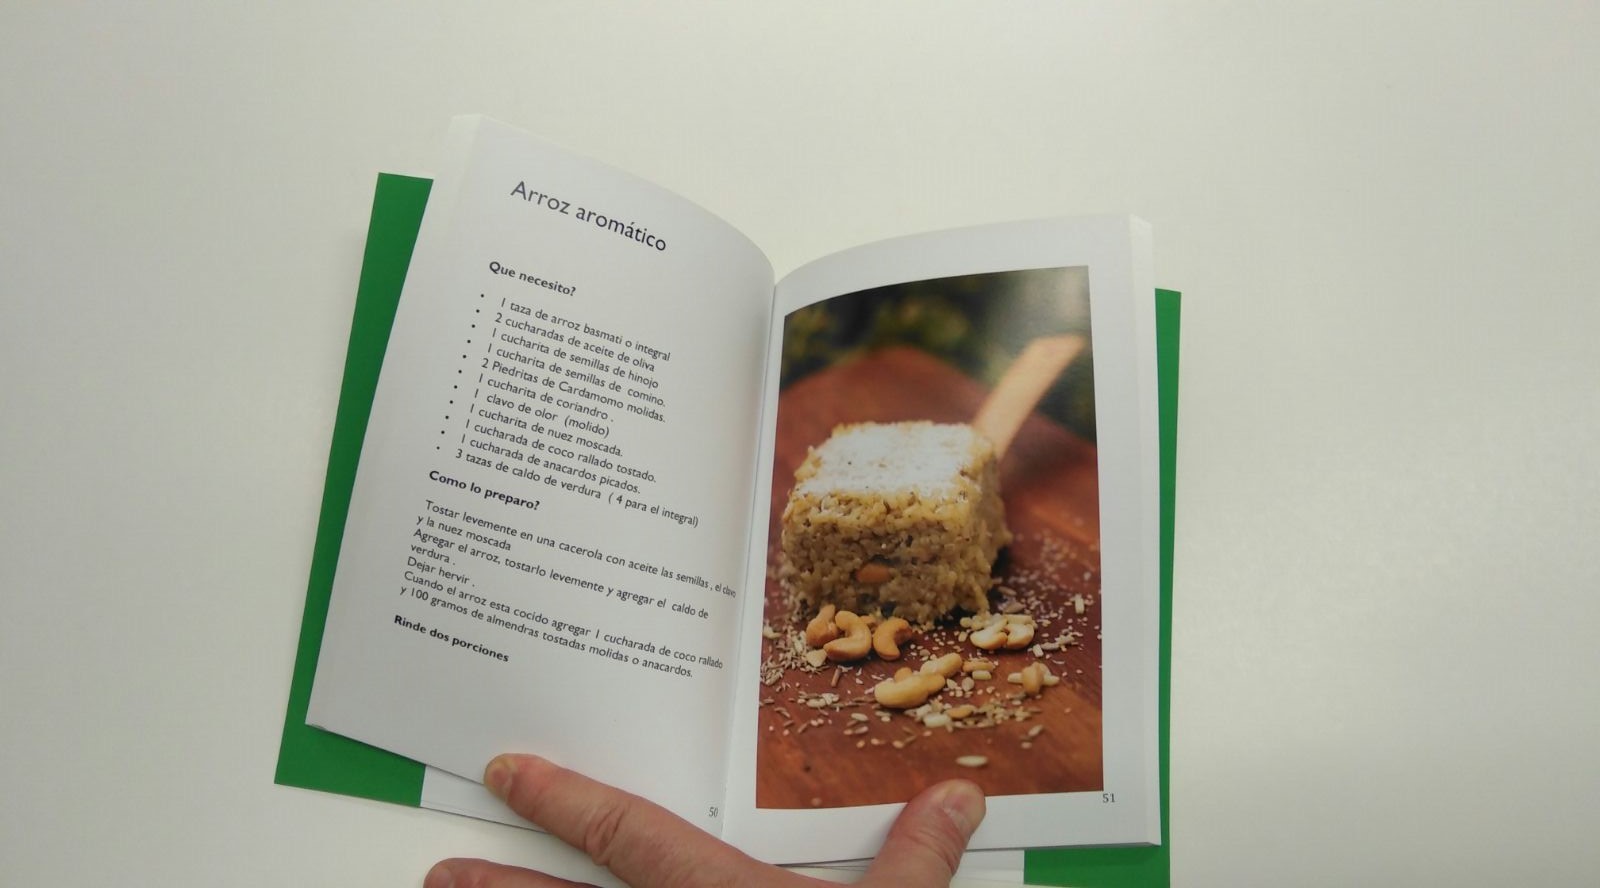 Arroz aromático
Que necesito?
• 1 taza de arroz basmati o integral
• 2 cucharadas de aceite de oliva
• 1 cucharita de semillas de hinojo
• 1 cucharita de semillas de comino.
• 2 Piedritas de Cardamomo molidas.
• 1 cucharita de coriandro .
• 1 clavo de olor (molido)
• 1 cucharita de nuez moscada.
• 1 cucharada de coco rallado tostado.
• 1 cucharada de anacardos picados.
• 3 tazas de caldo de verdura ( 4 para el integral)
Como lo preparo?
Tostar levemente en una cacerola con aceite las semillas , el clavo
y la nuez moscada
Agregar el arroz, tostarlo levemente y agregar el caldo de
verdura .
Dejar hervir .
Cuando el arroz esta cocido agregar 1 cucharada de coco rallado
y 100 gramos de almendras tostadas molidas o anacardos.
Rinde dos porciones
50
51